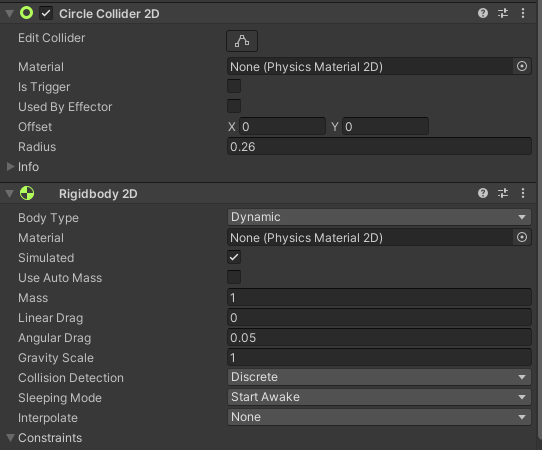 Circle Collider 2D
Edit Collider
Material None (Physics Material 2D)
Is Trigger
Used By Effector
Offset X 0 Y 0
Radius 0.26
Info
Rigidbody 2D
Body Type Dynamic
Material None (Physics Material 2D)
Simulated
Use Auto Mass
Mass 1
Linear Drag 0
Angular Drag 0.05
Gravity Scale 1
Collision Detection Discrete
Sleeping Mode Start Awake
Interpolate None
Constraints